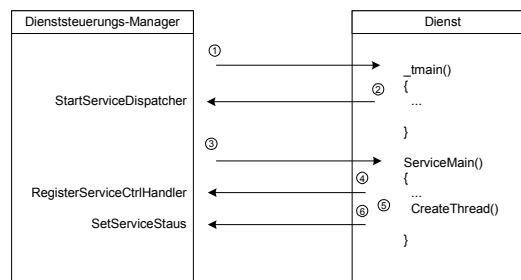 Dienststeuerungs-Manager
Dienst
①
_tmain()
②
{
StartServiceDispatcher
...
}
③
ServiceMain()
④
{
RegisterServiceCtrlHandler
...
⑤
CreateThread()
⑥
SetServiceStaus
}